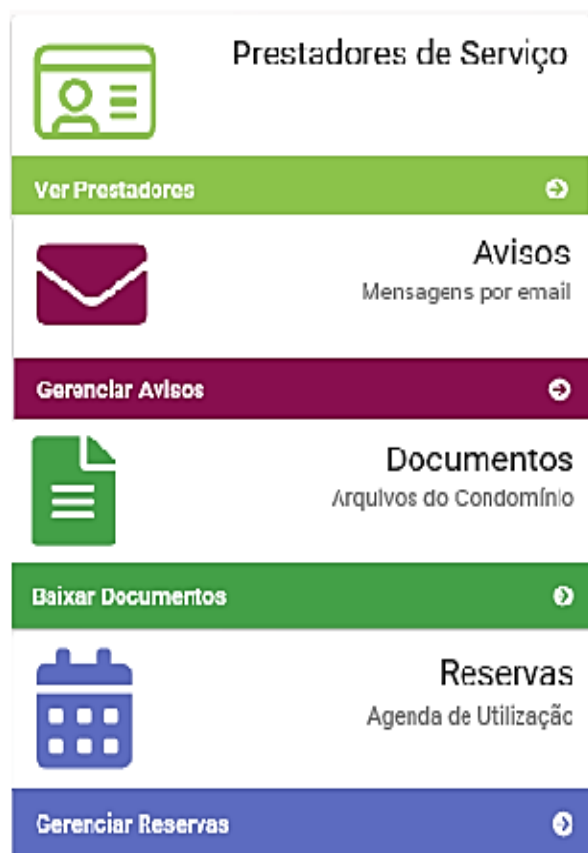 Prestadores de Serviço
Ver Prestadores
Avisos
Mensagens por email
Gerenciar Avisos
Documentos
Arquivos do Condomínio
Baixar Documentos
Reservas
Agenda de Utilização
Gerenciar Reservas